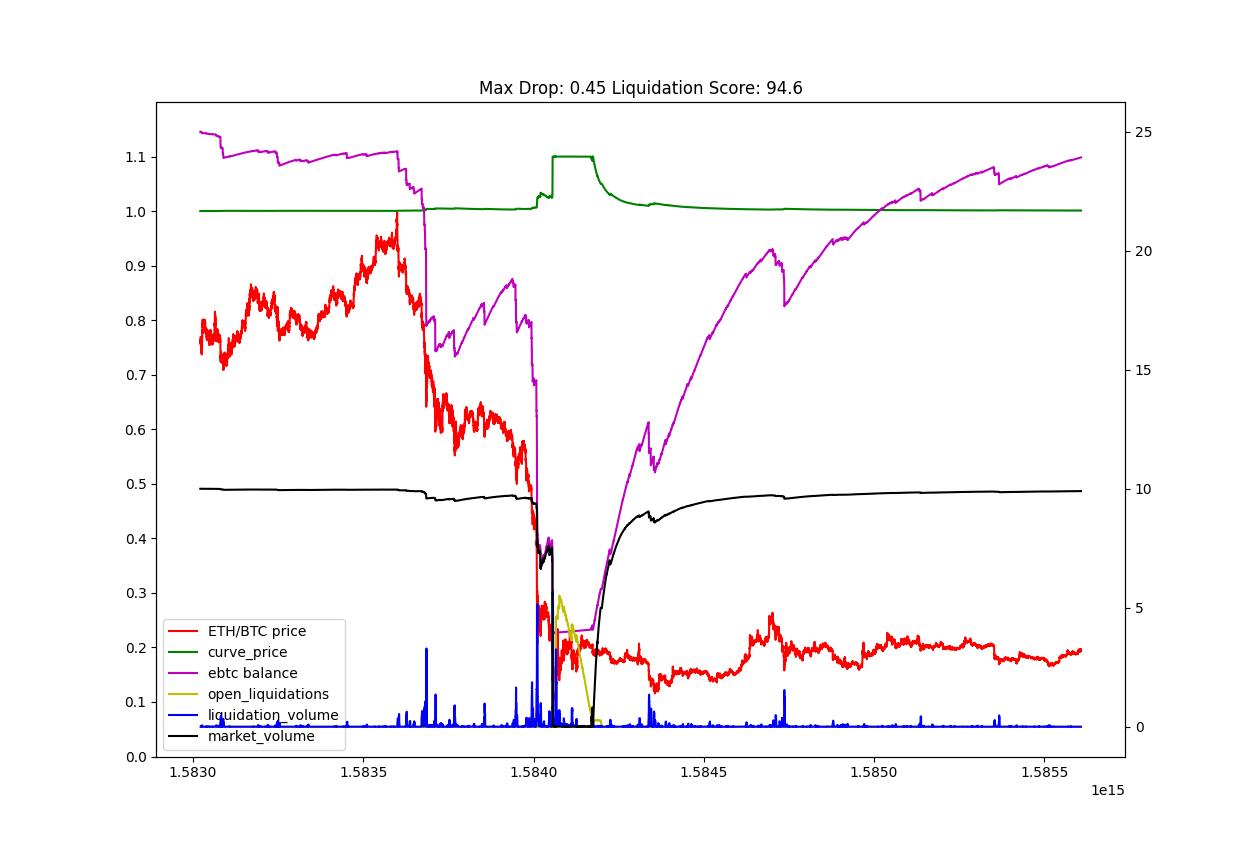 Max Drop: 0.45 Liquidation Score: 94.6
1.1
1.0
0.9
0.8
0.7
0.6
0.5
0.4
0.3
0.2
0.1
0.0
25
20
15
10
5
0
ETH/BTC price
curve_price
ebtc balance
open_liquidations
liquidation_volume
market_volume
1.5830 1.5835 1.5840 1.5845 1.5850 1.5855
1e15